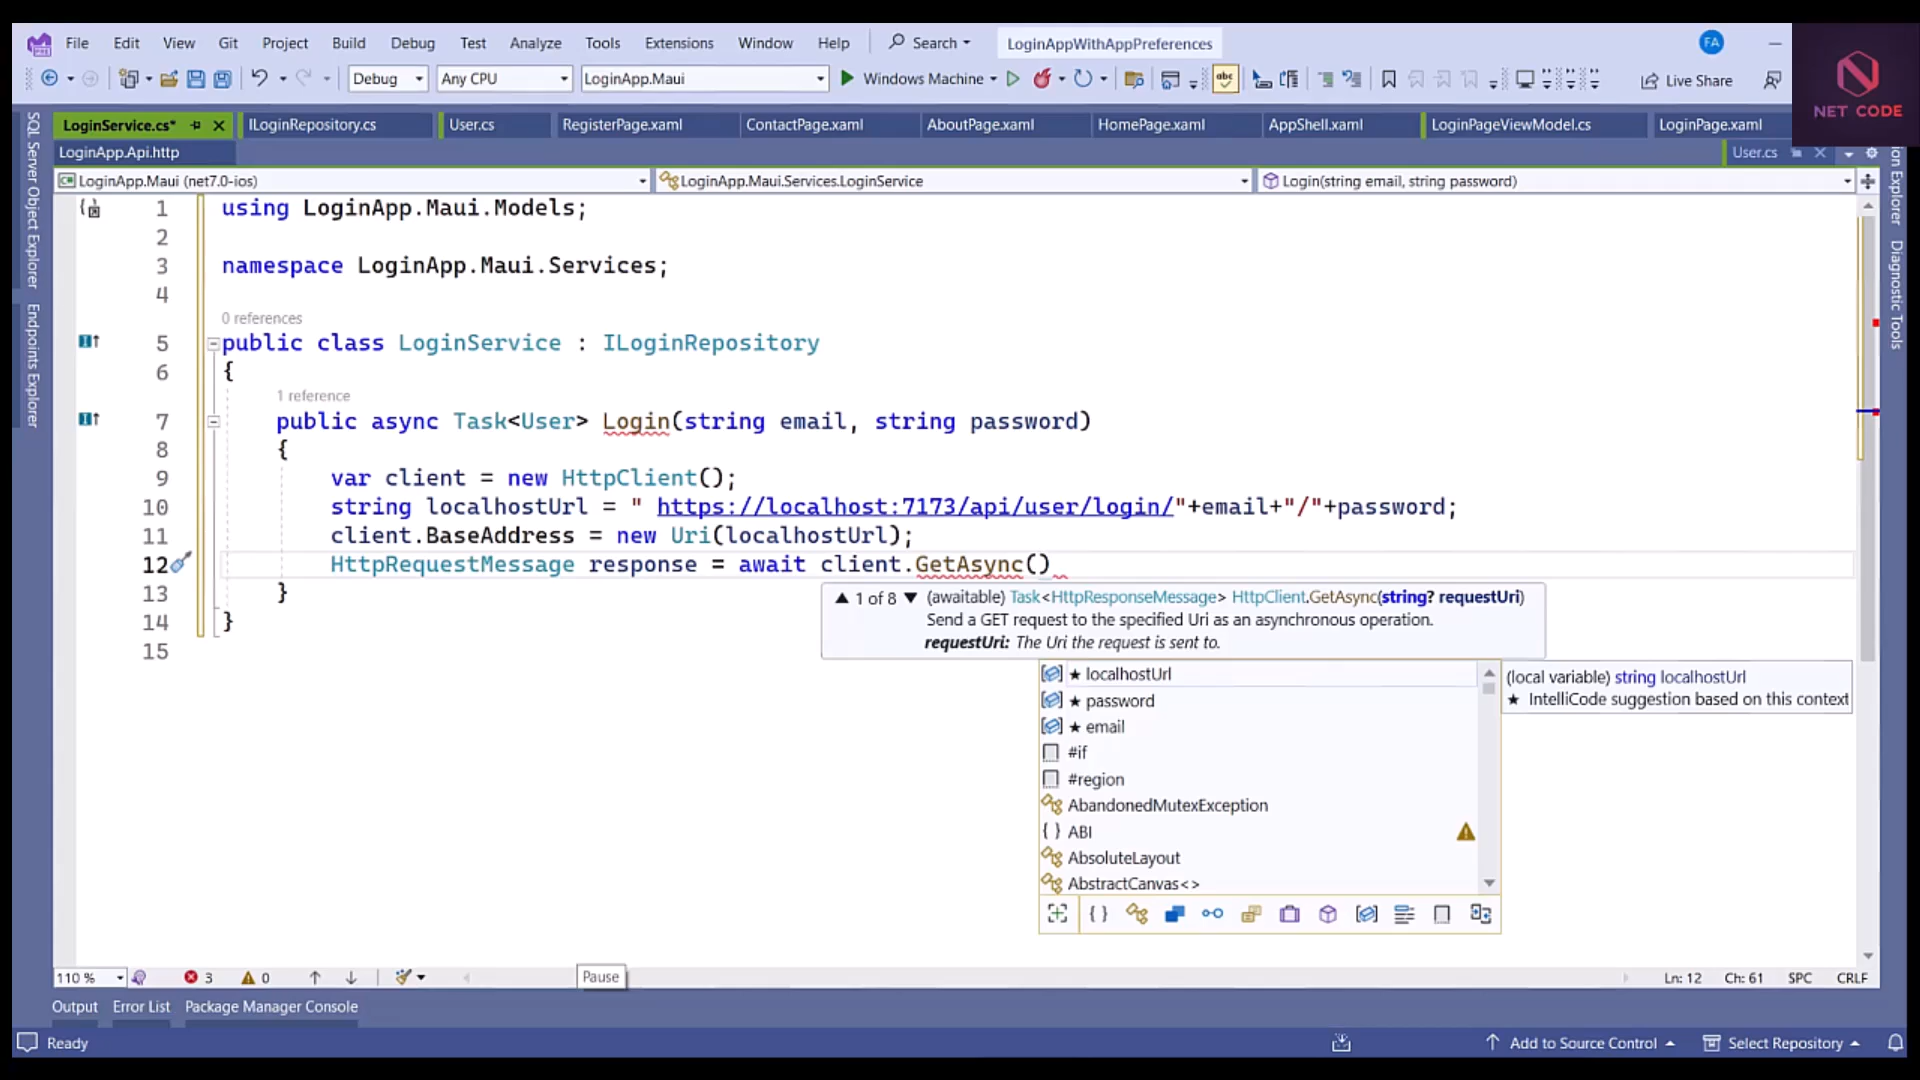 File Edit View Git Project Build Debug Test Analyze Tools Extensions Window Help Search LoginAppWithAppPreferences FA
Debug Any CPU LoginApp.Maui Windows Machine abc Live Share
NET CODE
LoginService.cs* ILoginRepository.cs User.cs RegisterPage.xaml ContactPage.xaml AboutPage.xaml HomePage.xaml AppShell.xaml LoginPageViewModel.cs LoginPage.xaml
LoginApp.Api.http User.cs
LoginApp.Maui (net7.0-ios) LoginApp.Maui.Services.LoginService Login(string email, string password)
SQL Server Object Explorer
Endpoints Explorer
ion Explorer
Diagnostic Tools
1 using LoginApp.Maui.Models;
2
3 namespace LoginApp.Maui.Services;
4
0 references
5 public class LoginService : ILoginRepository
6 {
1 reference
7 public async Task<User> Login(string email, string password)
8 {
9 var client = new HttpClient();
10 string localhostUrl = " https://localhost:7173/api/user/login/"+email+"/"+password;
11 client.BaseAddress = new Uri(localhostUrl);
12 HttpRequestMessage response = await client.GetAsync()
13 }
14 }
15
1 of 8 (awaitable) Task<HttpResponseMessage> HttpClient.GetAsync(string? requestUri)
Send a GET request to the specified Uri as an asynchronous operation.
requestUri: The Uri the request is sent to.
★ localhostUrl
★ password
★ email
#if
#region
AbandonedMutexException
{ } ABI
AbsoluteLayout
AbstractCanvas<>
(local variable) string localhostUrl
★ IntelliCode suggestion based on this context
110 % 3 0 Pause Ln: 12 Ch: 61 SPC CRLF
Output Error List Package Manager Console
Ready Add to Source Control Select Repository